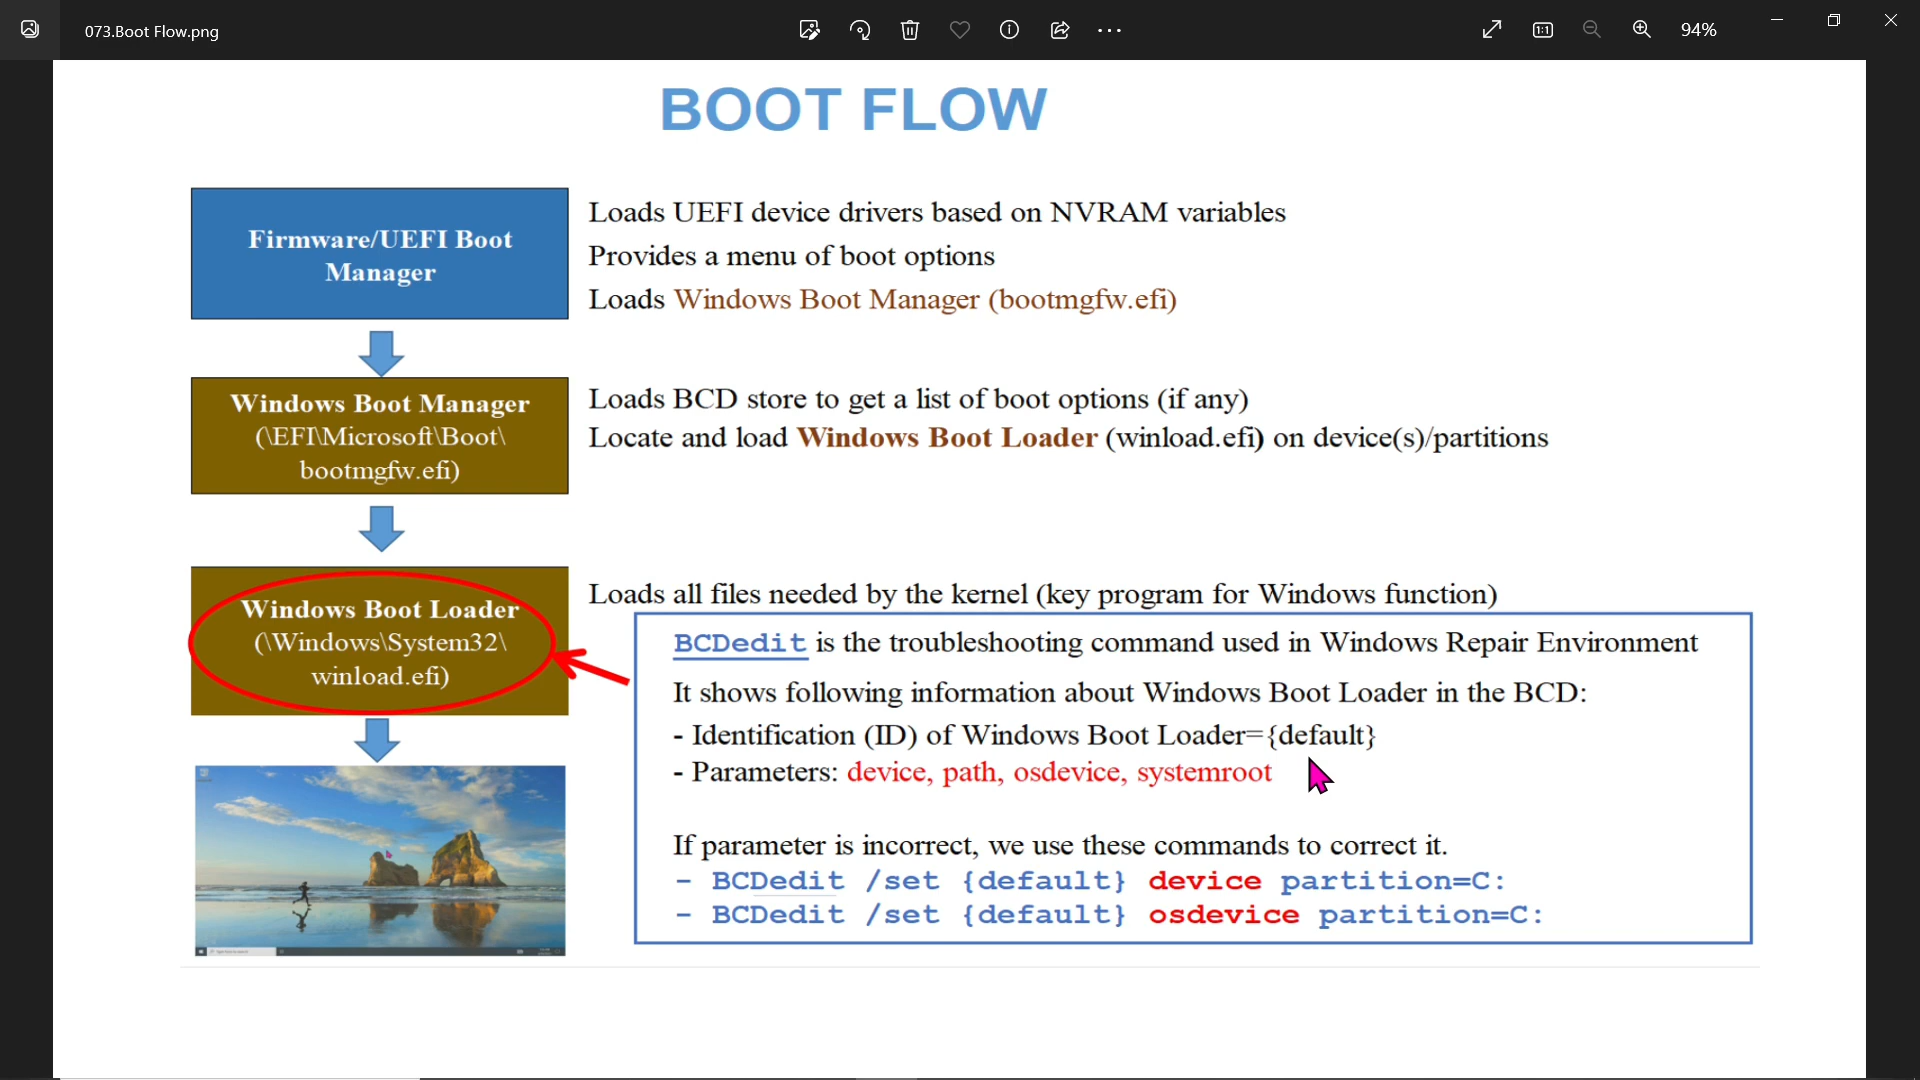 073.Boot Flow.png
1:1
94%
BOOT FLOW
Firmware/UEFI Boot
Manager
Loads UEFI device drivers based on NVRAM variables
Provides a menu of boot options
Loads Windows Boot Manager (bootmgfw.efi)
Windows Boot Manager
(\EFI\Microsoft\Boot\
bootmgfw.efi)
Loads BCD store to get a list of boot options (if any)
Locate and load Windows Boot Loader (winload.efi) on device(s)/partitions
Windows Boot Loader
(\Windows\System32\
winload.efi)
Loads all files needed by the kernel (key program for Windows function)
BCDedit is the troubleshooting command used in Windows Repair Environment
It shows following information about Windows Boot Loader in the BCD:
- Identification (ID) of Windows Boot Loader={default}
- Parameters: device, path, osdevice, systemroot
If parameter is incorrect, we use these commands to correct it.
- BCDedit /set {default} device partition=C:
- BCDedit /set {default} osdevice partition=C: